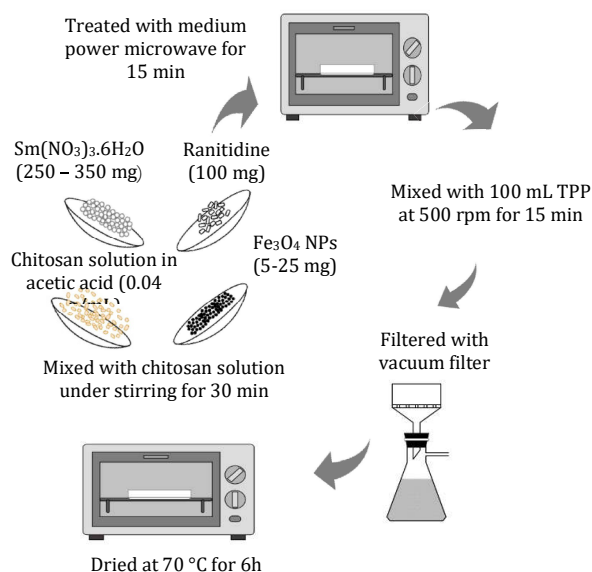 Treated with medium
power microwave for
15 min
Sm(NO₃)₃.6H₂O
(250 – 350 mg)
Ranitidine
(100 mg)
Mixed with 100 mL TPP
at 500 rpm for 15 min
Fe₃O₄ NPs
(5-25 mg)
Chitosan solution in
acetic acid (0.04
Mixed with chitosan solution
under stirring for 30 min
Filtered with
vacuum filter
Dried at 70 °C for 6h